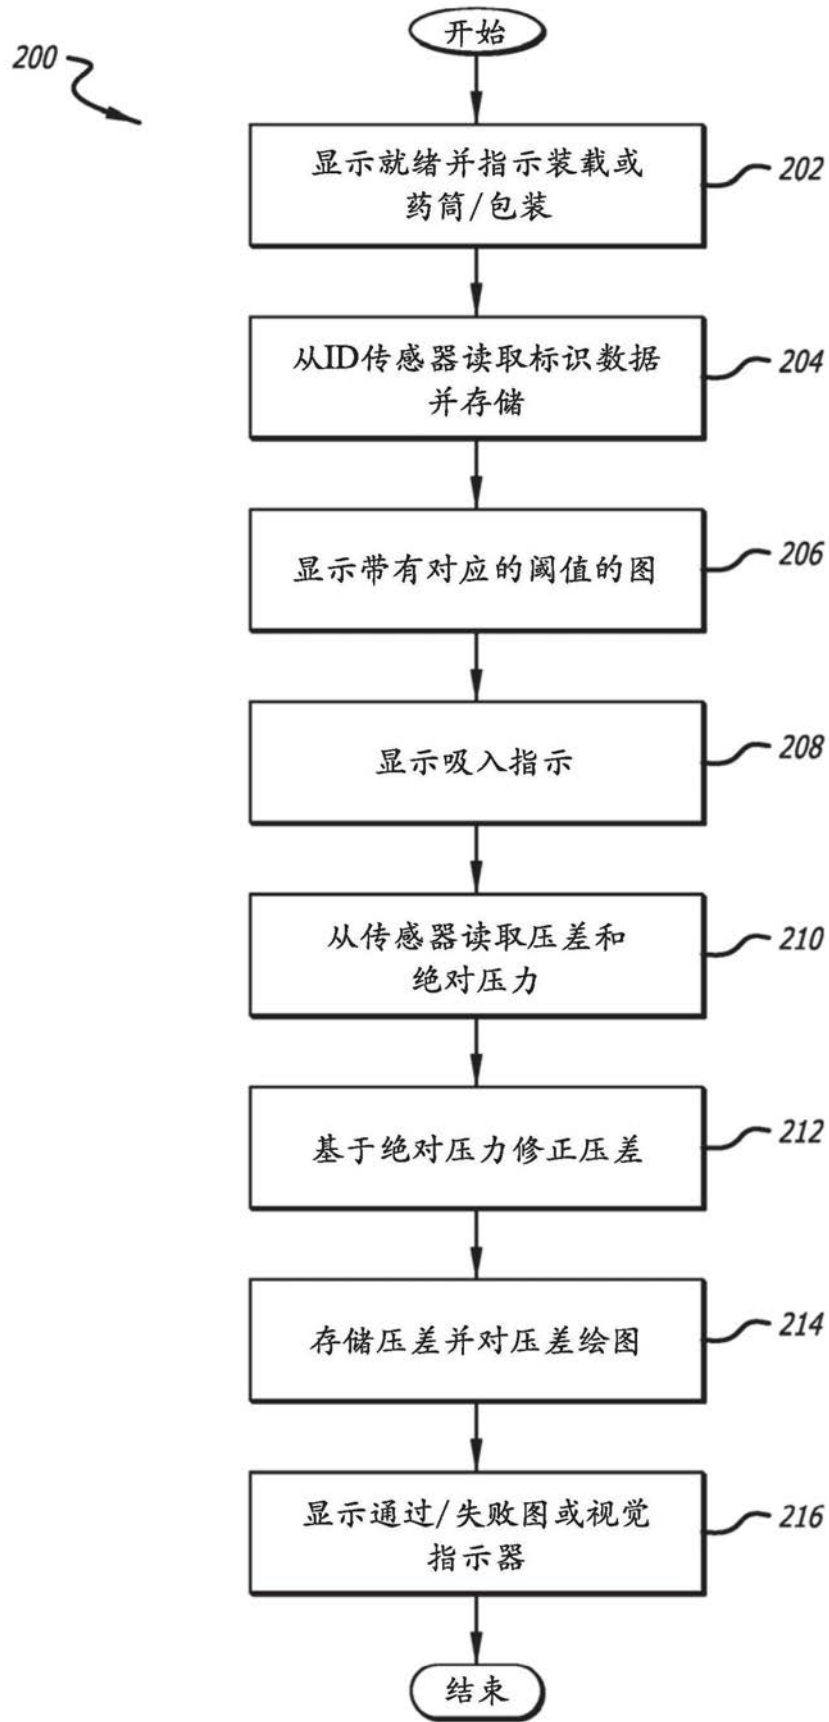 开始
200
显示就绪并指示装载或
药筒/包装
202
从ID传感器读取标识数据
并存储
204
显示带有对应的阈值的图
206
显示吸入指示
208
从传感器读取压差和
绝对压力
210
基于绝对压力修正压差
212
存储压差并对压差绘图
214
显示通过/失败图或视觉
指示器
216
结束